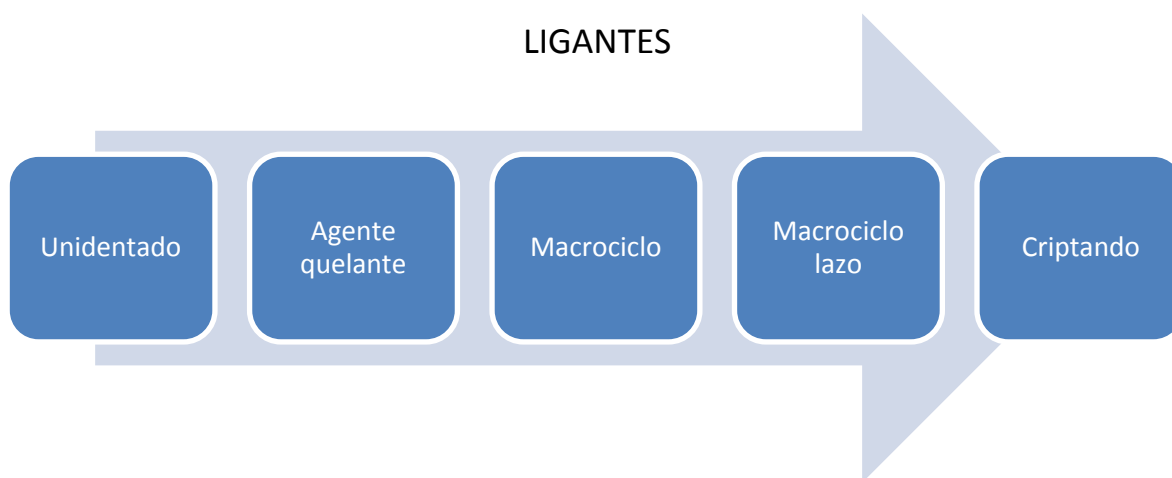 LIGANTES
Unidentado
Agente
quelante
Macrociclo
Macrociclo
lazo
Criptando